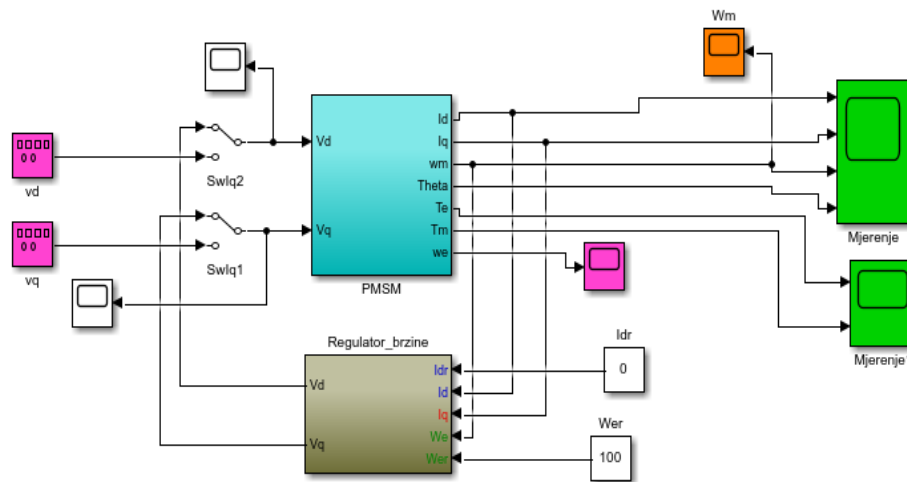 Wm
Id
Vd
Iq
wm
vd
SwIq2
Theta
Te
Vq
Tm
Mjerenje
we
vq
SwIq1
PMSM
Regulator_brzine
Idr
Mjerenje
Idr
0
Vd
Id
Iq
Wer
We
Vq
Wer
100